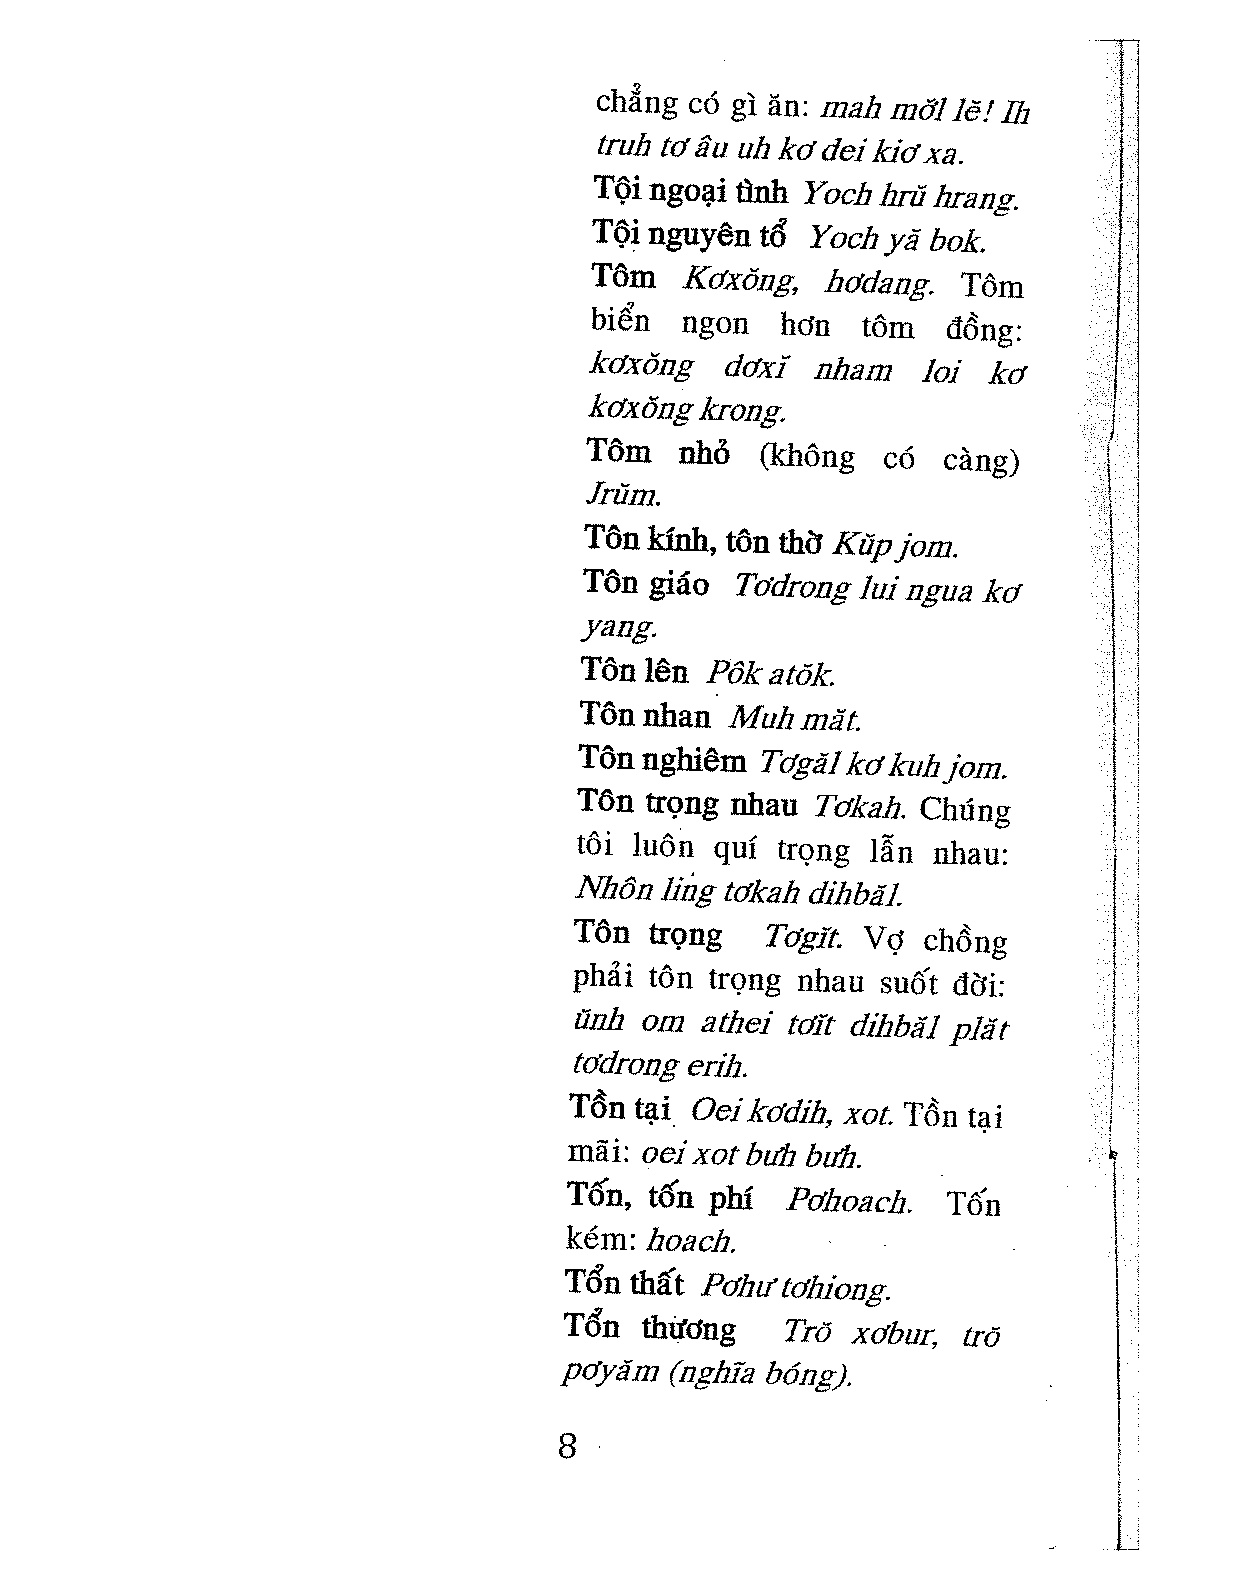 chẳng có gì ăn: mah mơ̆l lĕ! Ih
truh tơ âu uh kơ dei kiơ xa.
Tội ngoại tình Yoch hrŭ hrang.
Tội nguyên tổ Yoch yă bok.
Tôm Kơxŏng, hơdang. Tôm
biển ngon hơn tôm đồng:
kơxŏng dơxĭ nham loi kơ
kơxŏng krong.
Tôm nhỏ (không có càng)
Jrŭm.
Tôn kính, tôn thờ Kŭp jom.
Tôn giáo Tơdrong lui ngua kơ
yang.
Tôn lên Pôk atŏk.
Tôn nhan Muh măt.
Tôn nghiêm Tơgăl kơ kuh jom.
Tôn trọng nhau Tơkah. Chúng
tôi luôn quí trọng lẫn nhau:
Nhôn ling tơkah dihbăl.
Tôn trọng Tơgĭt. Vợ chồng
phải tôn trọng nhau suốt đời:
ŭnh om athei tơĭt dihbăl plăt
tơdrong erih.
Tồn tại Oei kơdih, xot. Tồn tại
mãi: oei xot bưh bưh.
Tốn, tốn phí Pơhoach. Tốn
kém: hoach.
Tổn thất Pơhư tơhiong.
Tổn thương Trŏ xơbur, trŏ
pơyăm (nghĩa bóng).
8